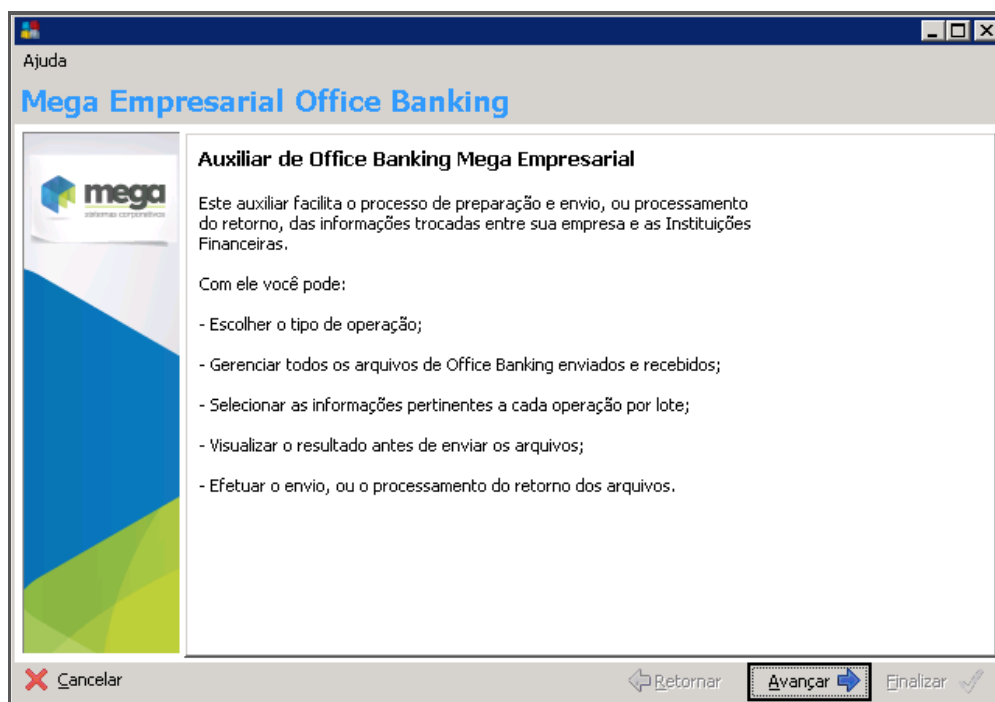 Ajuda
Mega Empresarial Office Banking
mega
sistemas corporativos
Auxiliar de Office Banking Mega Empresarial
Este auxiliar facilita o processo de preparação e envio, ou processamento
do retorno, das informações trocadas entre sua empresa e as Instituições
Financeiras.
Com ele você pode:
- Escolher o tipo de operação;
- Gerenciar todos os arquivos de Office Banking enviados e recebidos;
- Selecionar as informações pertinentes a cada operação por lote;
- Visualizar o resultado antes de enviar os arquivos;
- Efetuar o envio, ou o processamento do retorno dos arquivos.
Cancelar
Retornar
Avançar
Finalizar